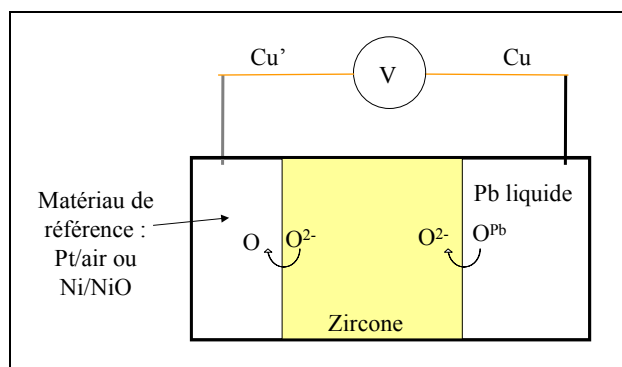 Cu’
V
Cu
Matériau de
référence :
Pt/air ou
Ni/NiO
O
O²⁻
O²⁻
Oᴾᵇ
Pb liquide
Zircone